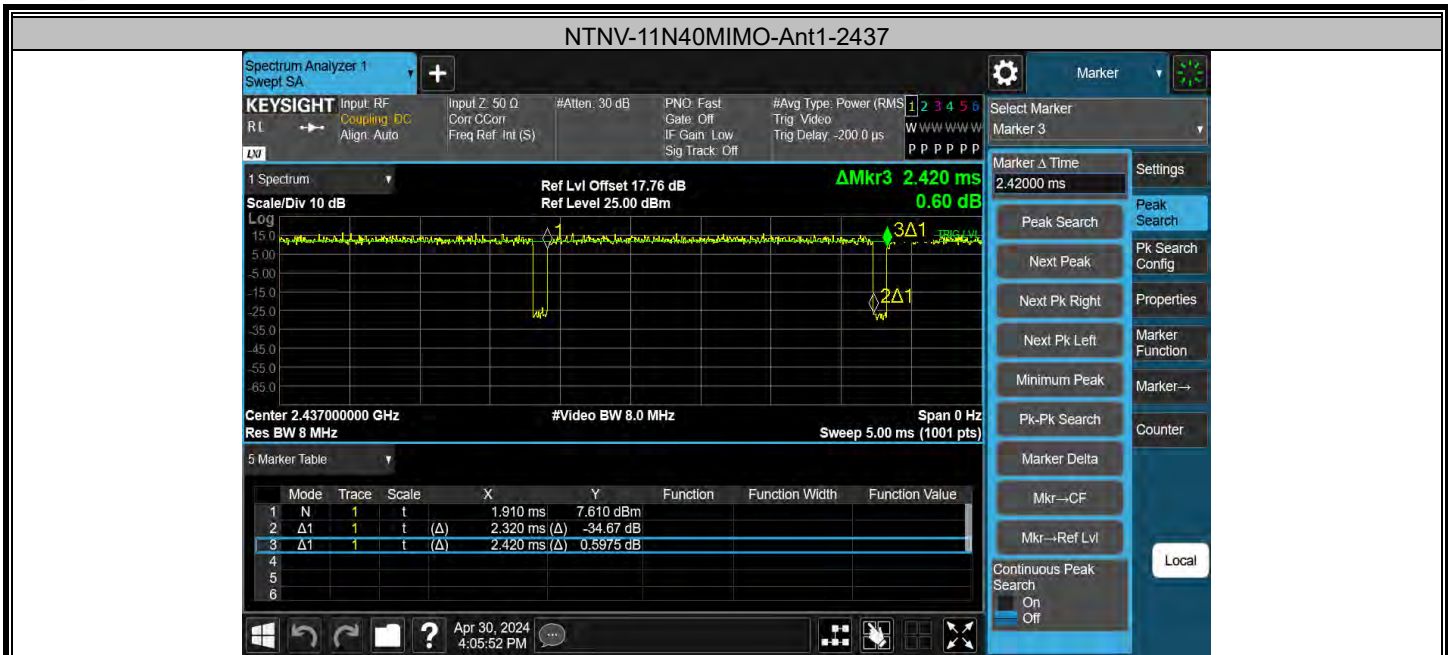 NTNV-11N40MIMO-Ant1-2437
Spectrum Analyzer 1
Swept SA
Marker
KEYSIGHT
RL
LXI
Input: RF
Coupling: DC
Align: Auto
Input Z: 50 Ω
Corr CCorr
Freq Ref: Int (S)
#Atten: 30 dB
PNO: Fast
Gate: Off
IF Gain: Low
Sig Track: Off
#Avg Type: Power (RMS
Trig: Video
Trig Delay: -200.0 µs
1 2 3 4 5 6
W W W W W W
P P P P P P
Select Marker
Marker 3
1 Spectrum
Scale/Div 10 dB
Ref Lvl Offset 17.76 dB
Ref Level 25.00 dBm
ΔMkr3 2.420 ms
0.60 dB
Log
15.0
5.00
-5.00
-15.0
-25.0
-35.0
-45.0
-55.0
-65.0
1
3Δ1
TRIG LVL
2Δ1
Center 2.437000000 GHz
#Video BW 8.0 MHz
Span 0 Hz
Res BW 8 MHz
Sweep 5.00 ms (1001 pts)
5 Marker Table
Mode Trace Scale X Y Function Function Width Function Value
1 N 1 t 1.910 ms 7.610 dBm
2 Δ1 1 t (Δ) 2.320 ms (Δ) -34.67 dB
3 Δ1 1 t (Δ) 2.420 ms (Δ) 0.5975 dB
4
5
6
Marker Δ Time
2.42000 ms
Peak Search
Next Peak
Next Pk Right
Next Pk Left
Minimum Peak
Pk-Pk Search
Marker Delta
Mkr→CF
Mkr→Ref Lvl
Continuous Peak
Search
On
Off
Settings
Peak
Search
Pk Search
Config
Properties
Marker
Function
Marker→
Counter
Local
?
Apr 30, 2024
4:05:52 PM